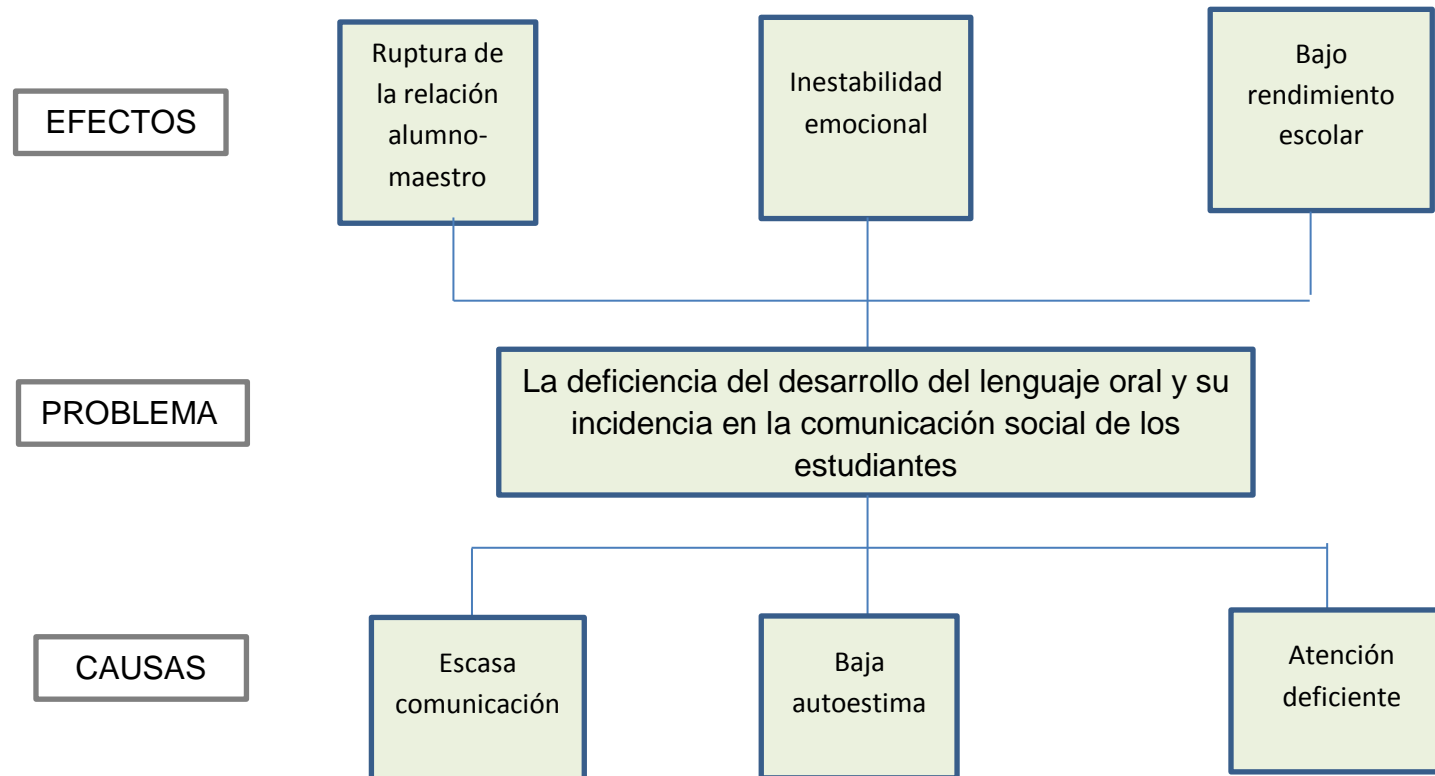 EFECTOS
Ruptura de
la relación
alumno-
maestro
Inestabilidad
emocional
Bajo
rendimiento
escolar
PROBLEMA
La deficiencia del desarrollo del lenguaje oral y su
incidencia en la comunicación social de los
estudiantes
CAUSAS
Escasa
comunicación
Baja
autoestima
Atención
deficiente